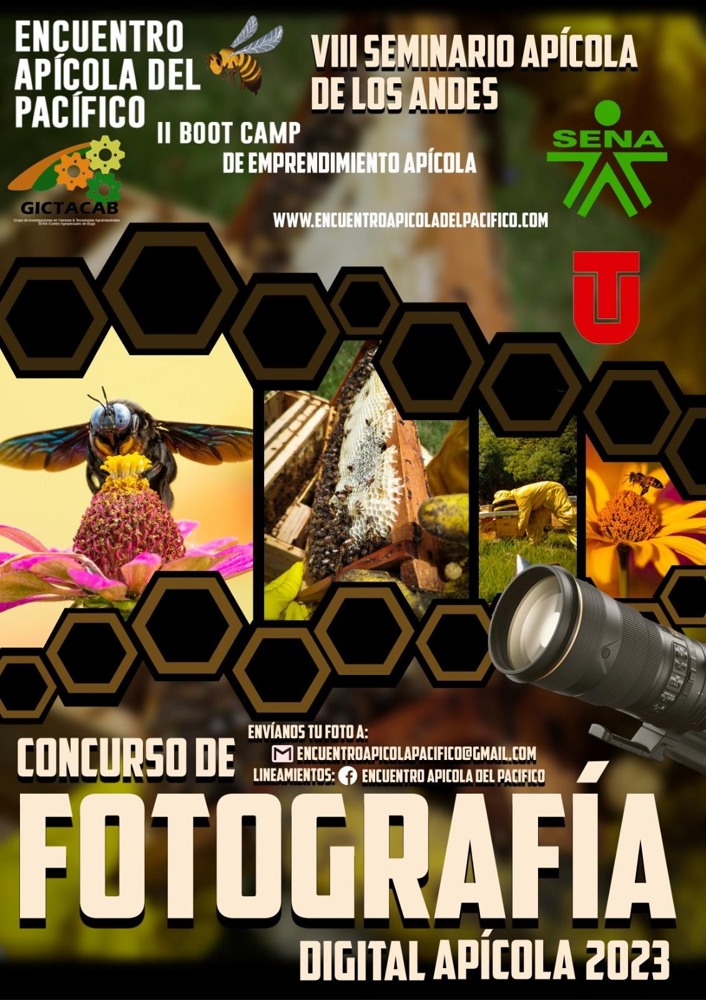 ENCUENTRO
APÍCOLA DEL
PACÍFICO
VIII SEMINARIO APÍCOLA
DE LOS ANDES
II BOOT CAMP
DE EMPRENDIMIENTO APÍCOLA
SENA
GICTACAB
Grupo de Investigaciones en Ciencias & Tecnologías Agroindustriales
SENA /Centro Agropecuario de Buga
WWW.ENCUENTROAPICOLADELPACIFICO.COM
UT
ENVÍANOS TU FOTO A:
ENCUENTROAPICOLAPACIFICO@GMAIL.COM
LINEAMIENTOS: ENCUENTRO APICOLA DEL PACIFICO
CONCURSO DE
FOTOGRAFÍA
DIGITAL APÍCOLA 2023